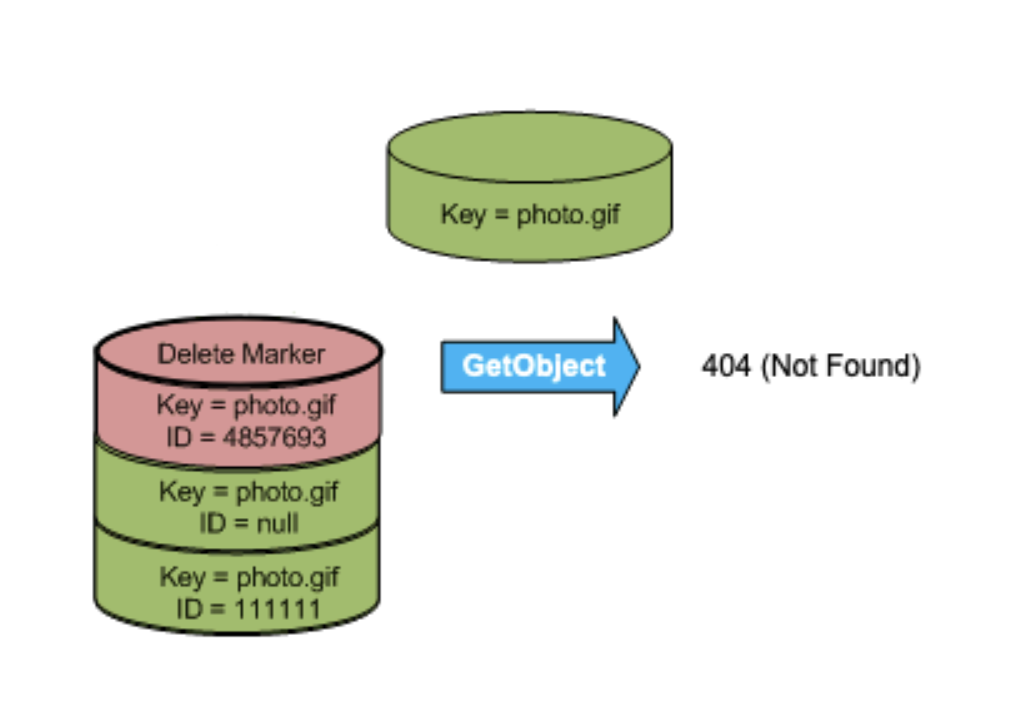 Key = photo.gif
Delete Marker
Key = photo.gif
ID = 4857693
Key = photo.gif
ID = null
Key = photo.gif
ID = 111111
GetObject
404 (Not Found)